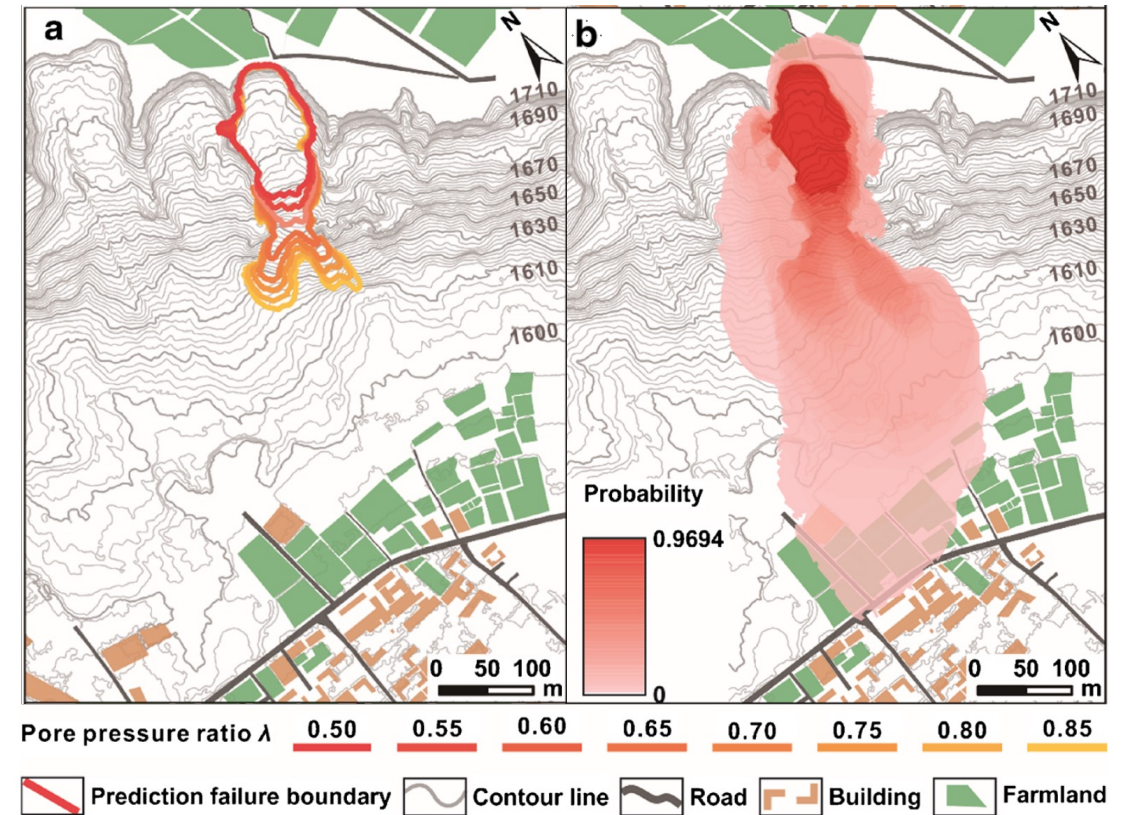 a
N
1710
1690
1670
1650
1630
1610
1600
0 50 100
m
b
N
1710
1690
1670
1650
1630
1610
1600
Probability
0.9694
0
0 50 100
m
Pore pressure ratio λ 0.50 0.55 0.60 0.65 0.70 0.75 0.80 0.85
Prediction failure boundary Contour line Road Building Farmland